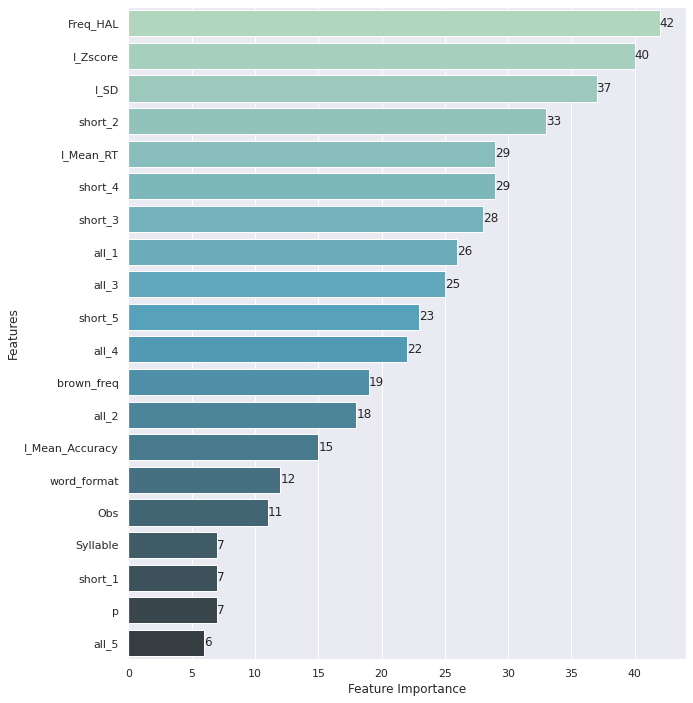 Freq_HAL 42
I_Zscore 40
I_SD 37
short_2 33
I_Mean_RT 29
short_4 29
short_3 28
all_1 26
all_3 25
short_5 23
all_4 22
brown_freq 19
all_2 18
I_Mean_Accuracy 15
word_format 12
Obs 11
Syllable 7
short_1 7
p 7
all_5 6
0 5 10 15 20 25 30 35 40
Feature Importance
Features